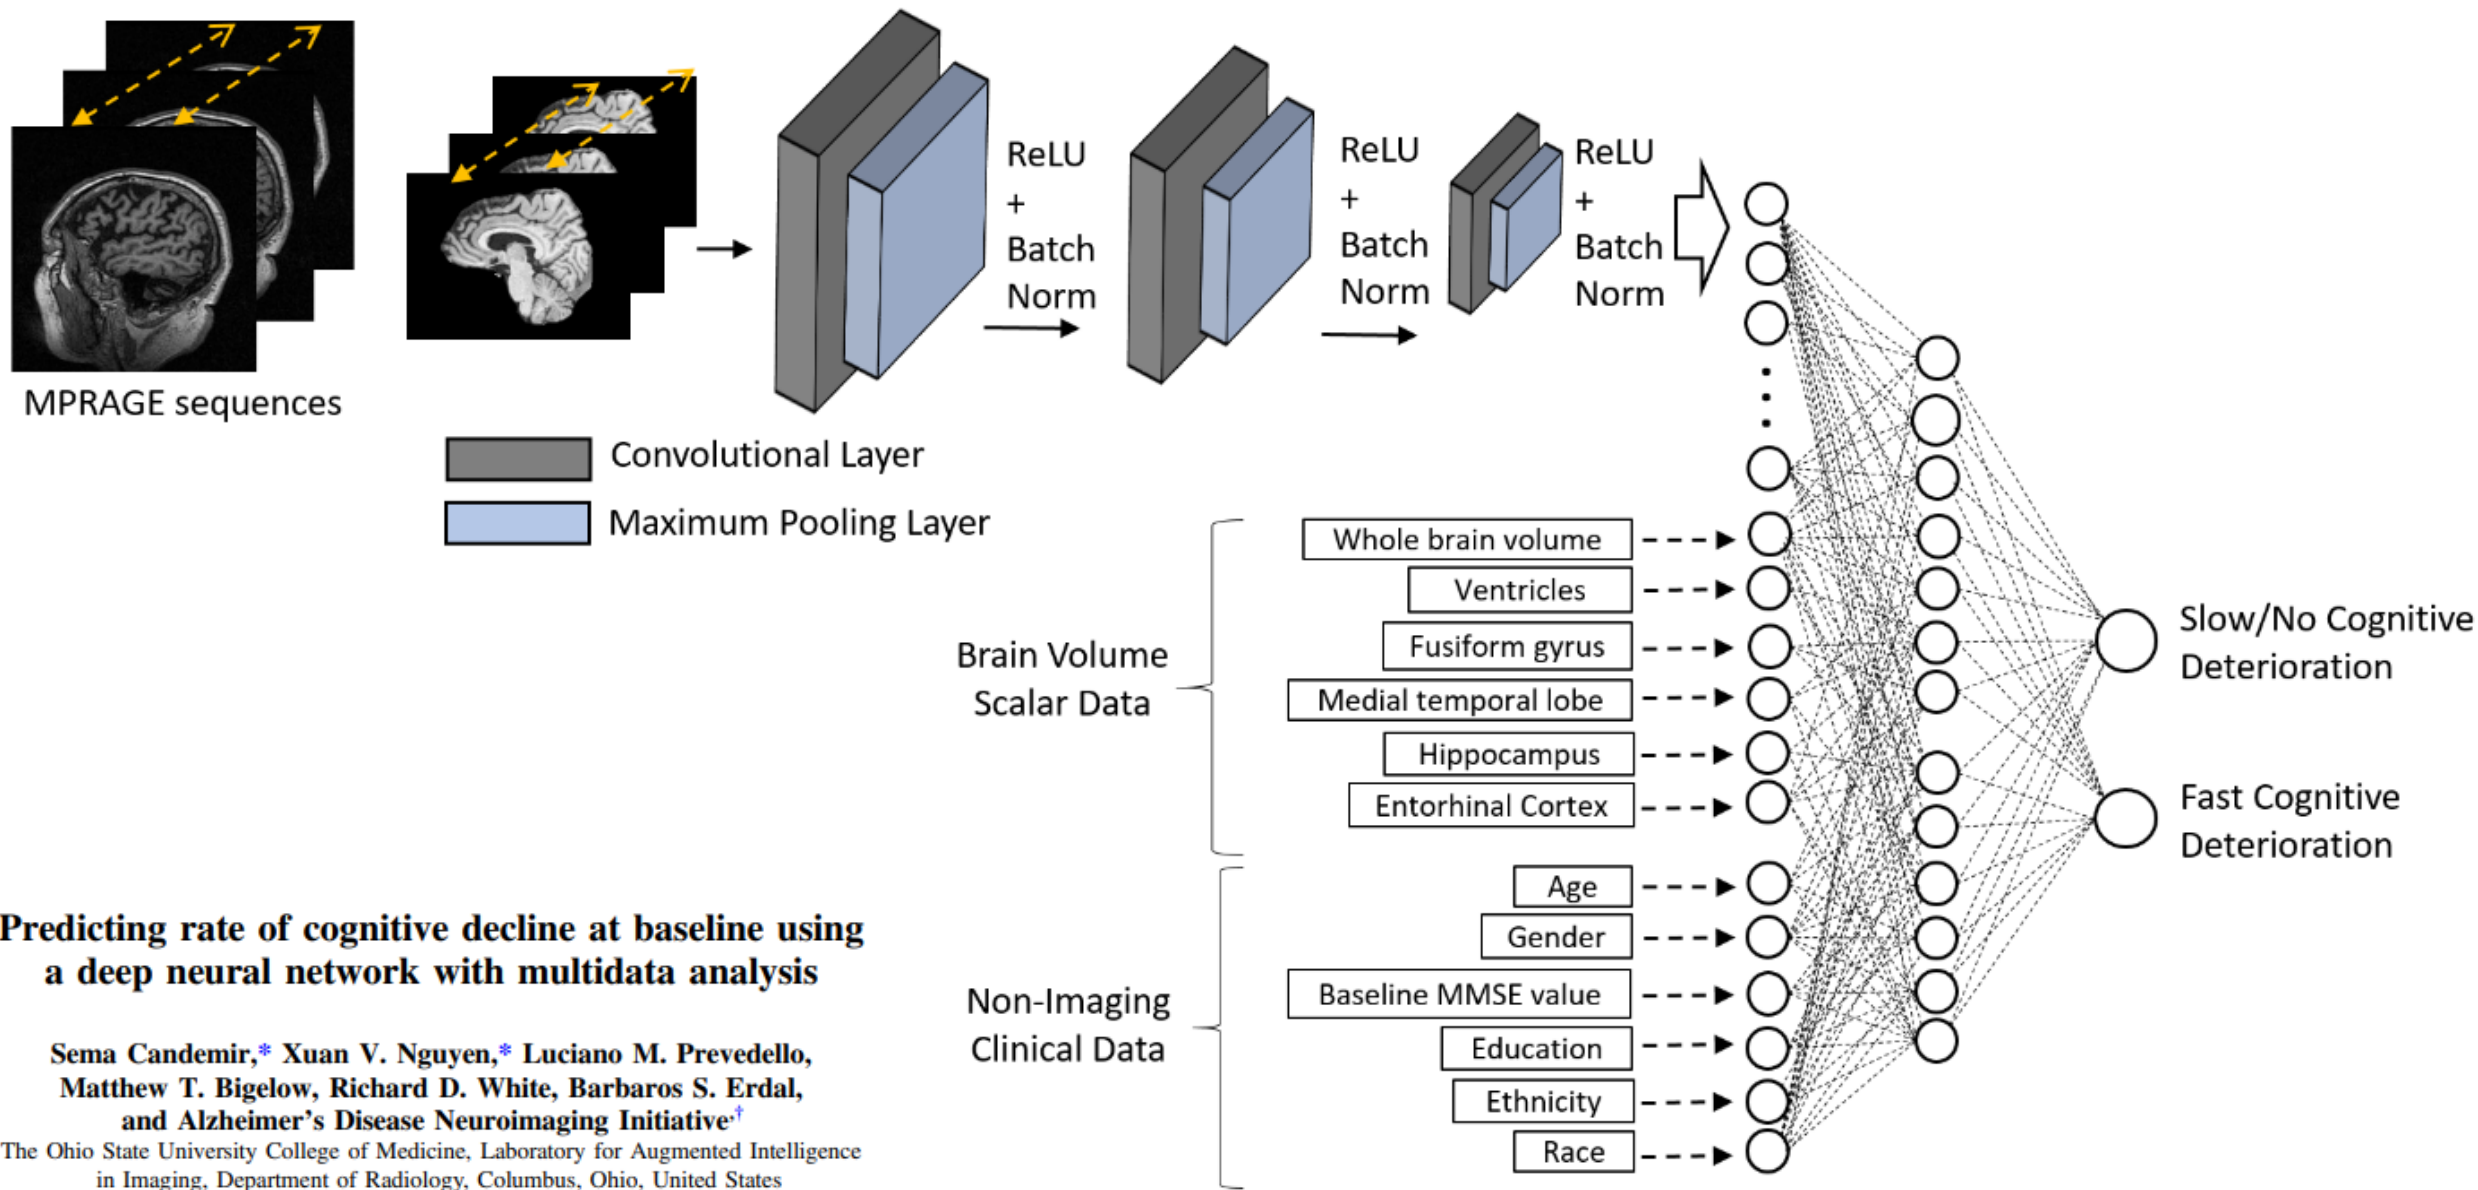 MPRAGE sequences
ReLU
+
Batch
Norm
ReLU
+
Batch
Norm
ReLU
+
Batch
Norm
Convolutional Layer
Maximum Pooling Layer
Brain Volume
Scalar Data
Whole brain volume
Ventricles
Fusiform gyrus
Medial temporal lobe
Hippocampus
Entorhinal Cortex
Non-Imaging
Clinical Data
Age
Gender
Baseline MMSE value
Education
Ethnicity
Race
Slow/No Cognitive
Deterioration
Fast Cognitive
Deterioration
Predicting rate of cognitive decline at baseline using
a deep neural network with multidata analysis
Sema Candemir,* Xuan V. Nguyen,* Luciano M. Prevedello,
Matthew T. Bigelow, Richard D. White, Barbaros S. Erdal,
and Alzheimer's Disease Neuroimaging Initiative,†
The Ohio State University College of Medicine, Laboratory for Augmented Intelligence
in Imaging, Department of Radiology, Columbus, Ohio, United States